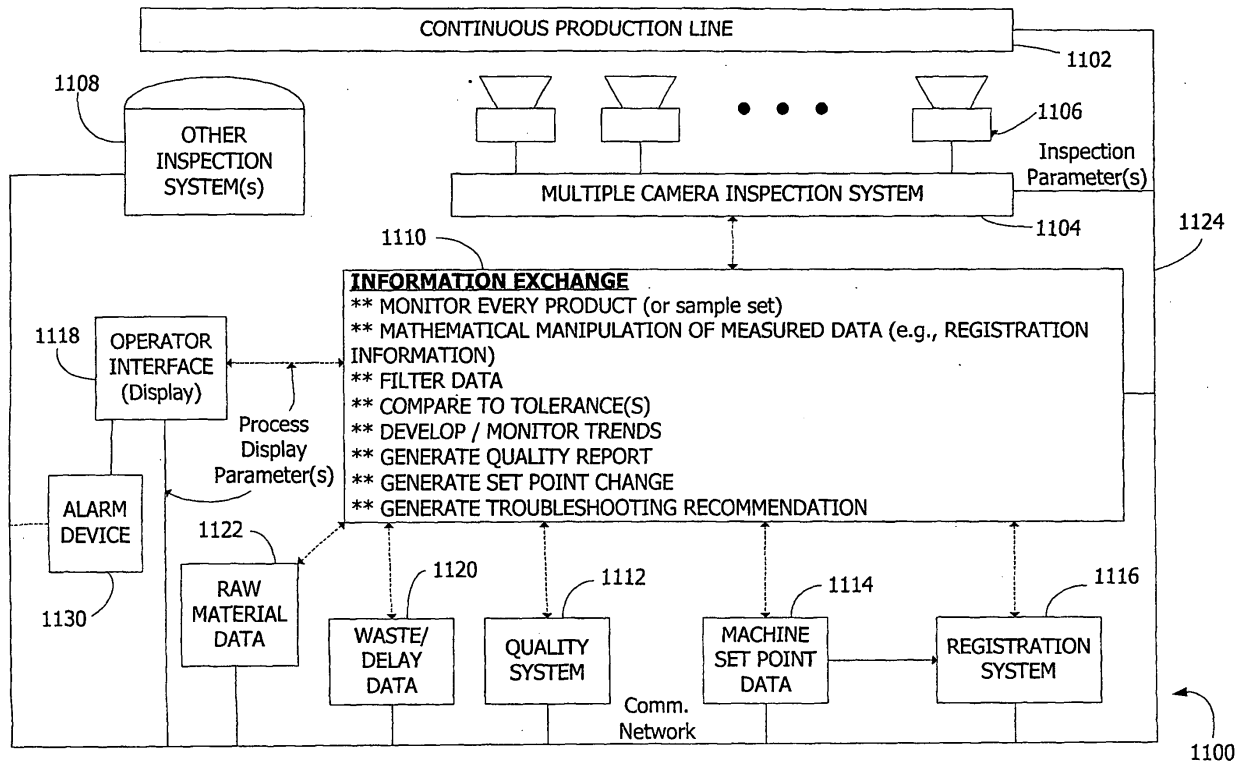 CONTINUOUS PRODUCTION LINE
1102
1108
OTHER
INSPECTION
SYSTEM(s)
1106
Inspection
Parameter(s)
MULTIPLE CAMERA INSPECTION SYSTEM
1104
1124
1110
INFORMATION EXCHANGE
** MONITOR EVERY PRODUCT (or sample set)
** MATHEMATICAL MANIPULATION OF MEASURED DATA (e.g., REGISTRATION
INFORMATION)
** FILTER DATA
** COMPARE TO TOLERANCE(S)
** DEVELOP / MONITOR TRENDS
** GENERATE QUALITY REPORT
** GENERATE SET POINT CHANGE
** GENERATE TROUBLESHOOTING RECOMMENDATION
1118
OPERATOR
INTERFACE
(Display)
Process
Display
Parameter(s)
ALARM
DEVICE
1130
1122
RAW
MATERIAL
DATA
1120
WASTE/
DELAY
DATA
1112
QUALITY
SYSTEM
1114
MACHINE
SET POINT
DATA
1116
REGISTRATION
SYSTEM
Comm.
Network
1100